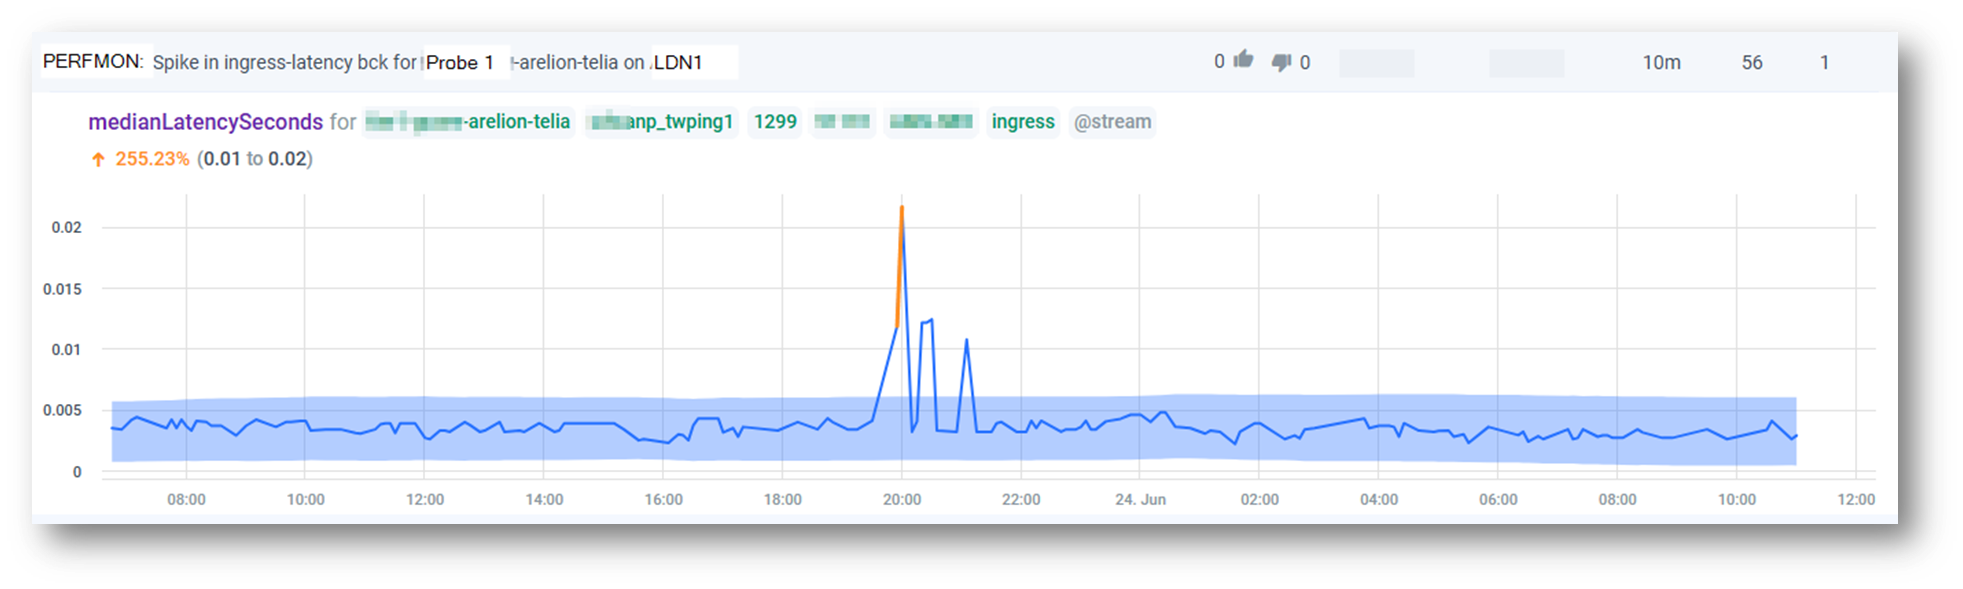 PERFMON: Spike in ingress-latency bck for Probe 1 -arelion-telia on LDN1 0 0 10m 56 1
medianLatencySeconds for -arelion-telia anp_twping1 1299 ingress @stream
↑ 255.23% (0.01 to 0.02)
0.02
0.015
0.01
0.005
0
08:00 10:00 12:00 14:00 16:00 18:00 20:00 22:00 24. Jun 02:00 04:00 06:00 08:00 10:00 12:00